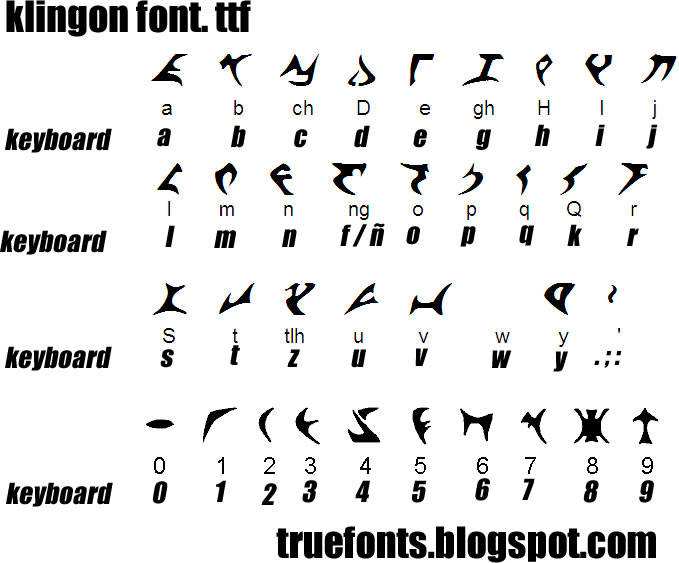 klingon font. ttf
a b ch D e gh H I j
keyboard a b c d e g h i j
l m n ng o p q Q r
keyboard l m n f/ñ o p q k r
S t tlh u v w y '
keyboard s t z u v w y .;:
0 1 2 3 4 5 6 7 8 9
keyboard 0 1 2 3 4 5 6 7 8 9
truefonts.blogspot.com